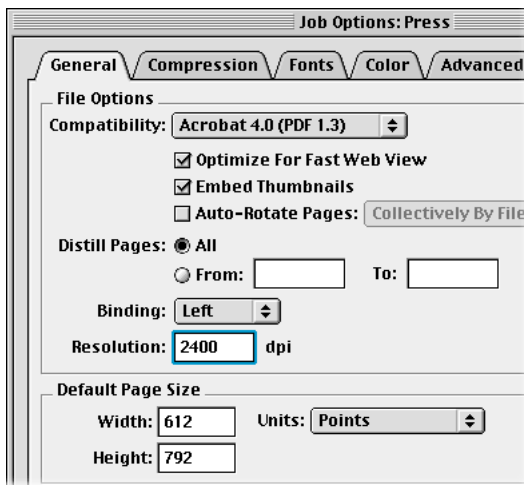 Job Options: Press
General Compression Fonts Color Advanced
File Options
Compatibility: Acrobat 4.0 (PDF 1.3)
Optimize For Fast Web View
Embed Thumbnails
Auto-Rotate Pages: Collectively By File
Distill Pages: All
From: To:
Binding: Left
Resolution: 2400 dpi
Default Page Size
Width: 612 Units: Points
Height: 792